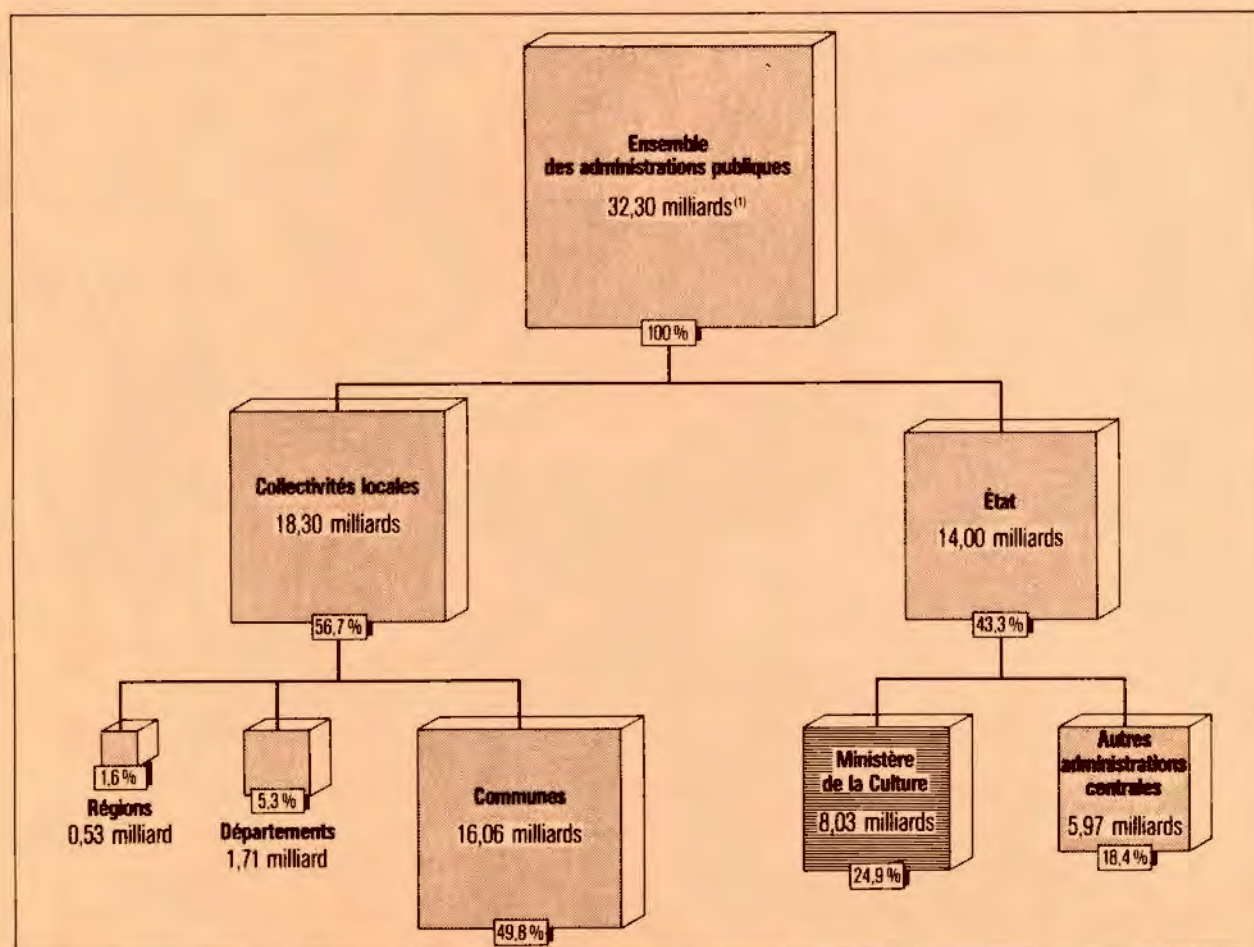 Ensemble
des administrations publiques
32,30 milliards(1)
100 %
Collectivités locales
18,30 milliards
56,7 %
État
14,00 milliards
43,3 %
1,6 %
Régions
0,53 milliard
5,3 %
Départements
1,71 milliard
Communes
16,06 milliards
49,8 %
Ministère
de la Culture
8,03 milliards
24,9 %
Autres
administrations
centrales
5,97 milliards
18,4 %